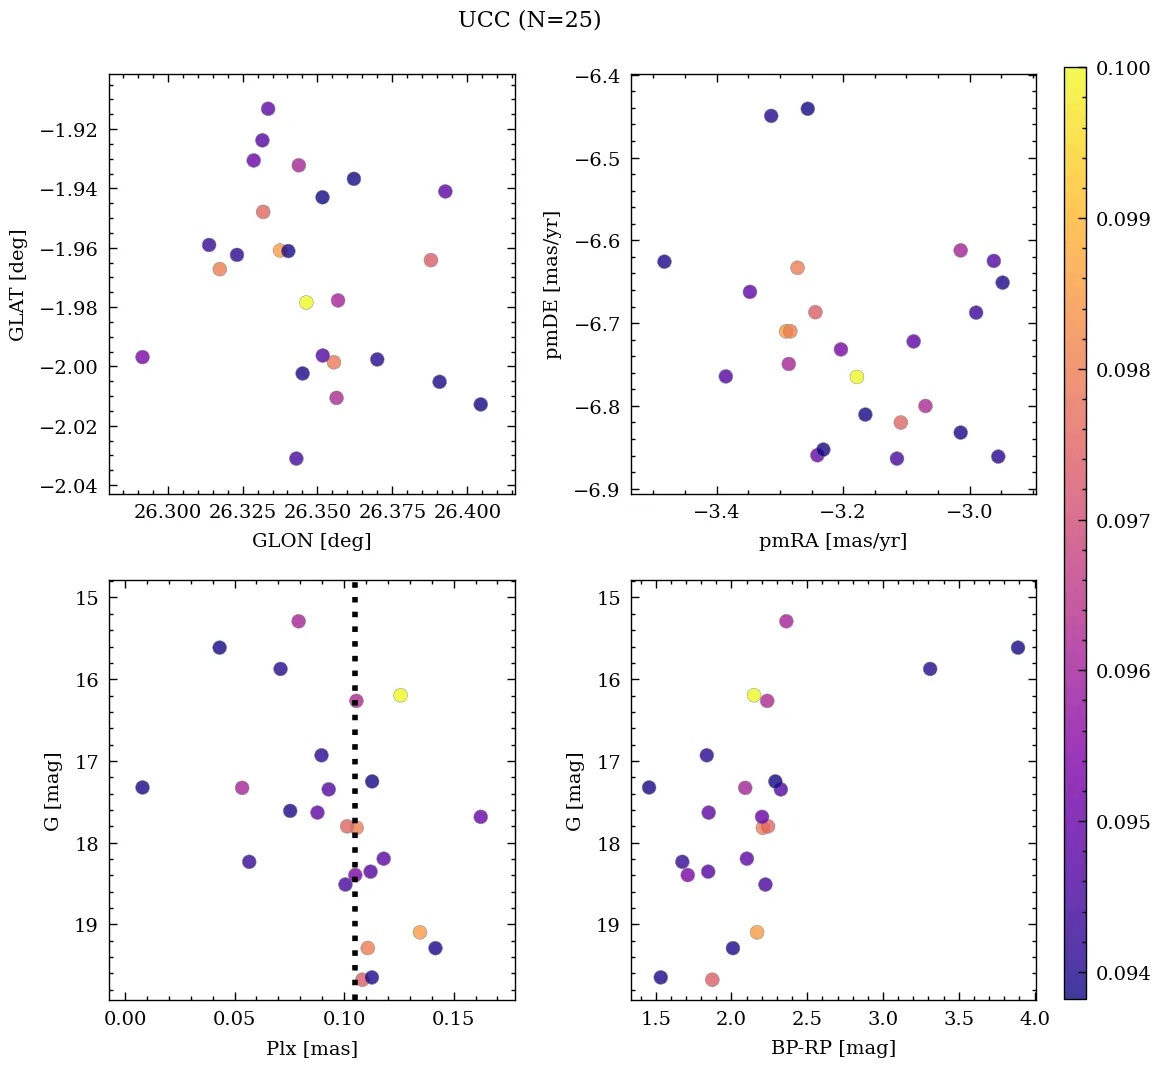 UCC (N=25)
−1.92
−1.94
−1.96
−1.98
−2.00
−2.02
−2.04
GLAT [deg]
26.300 26.325 26.350 26.375 26.400
GLON [deg]
−6.4
−6.5
−6.6
−6.7
−6.8
−6.9
pmDE [mas/yr]
−3.4 −3.2 −3.0
pmRA [mas/yr]
15
16
17
18
19
G [mag]
0.00 0.05 0.10 0.15
Plx [mas]
15
16
17
18
19
G [mag]
1.5 2.0 2.5 3.0 3.5 4.0
BP-RP [mag]
0.100
0.099
0.098
0.097
0.096
0.095
0.094